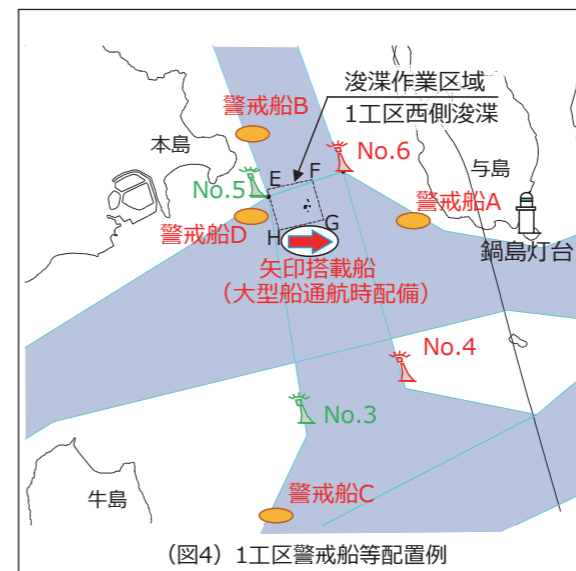 浚渫作業区域
1工区西側浚渫
警戒船B
本島
No.6
与島
E
F
No.5
警戒船A
警戒船D
H
G
鍋島灯台
矢印搭載船
（大型船通航時配備）
No.4
No.3
牛島
警戒船C
（図4）1工区警戒船等配置例